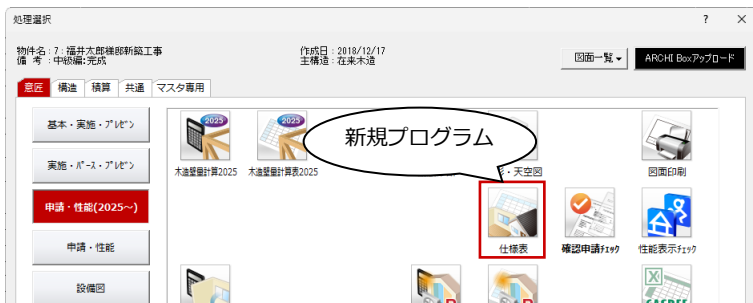 処理選択
? ×
物件名:7:福井太郎様邸新築工事
備 考:中級編:完成
作成日:2018/12/17
主構造:在来木造
図面一覧
ARCHI Boxアップロード
意匠 構造 積算 共通 マスタ専用
基本・実施・プレゼン
実施・パース・プレゼン
申請・性能(2025~)
申請・性能
設備図
2025
2025
新規プログラム
木造壁量計算2025
木造壁量計算表2025
・天空図
図面印刷
仕様表
確認申請チェック
性能表示チェック